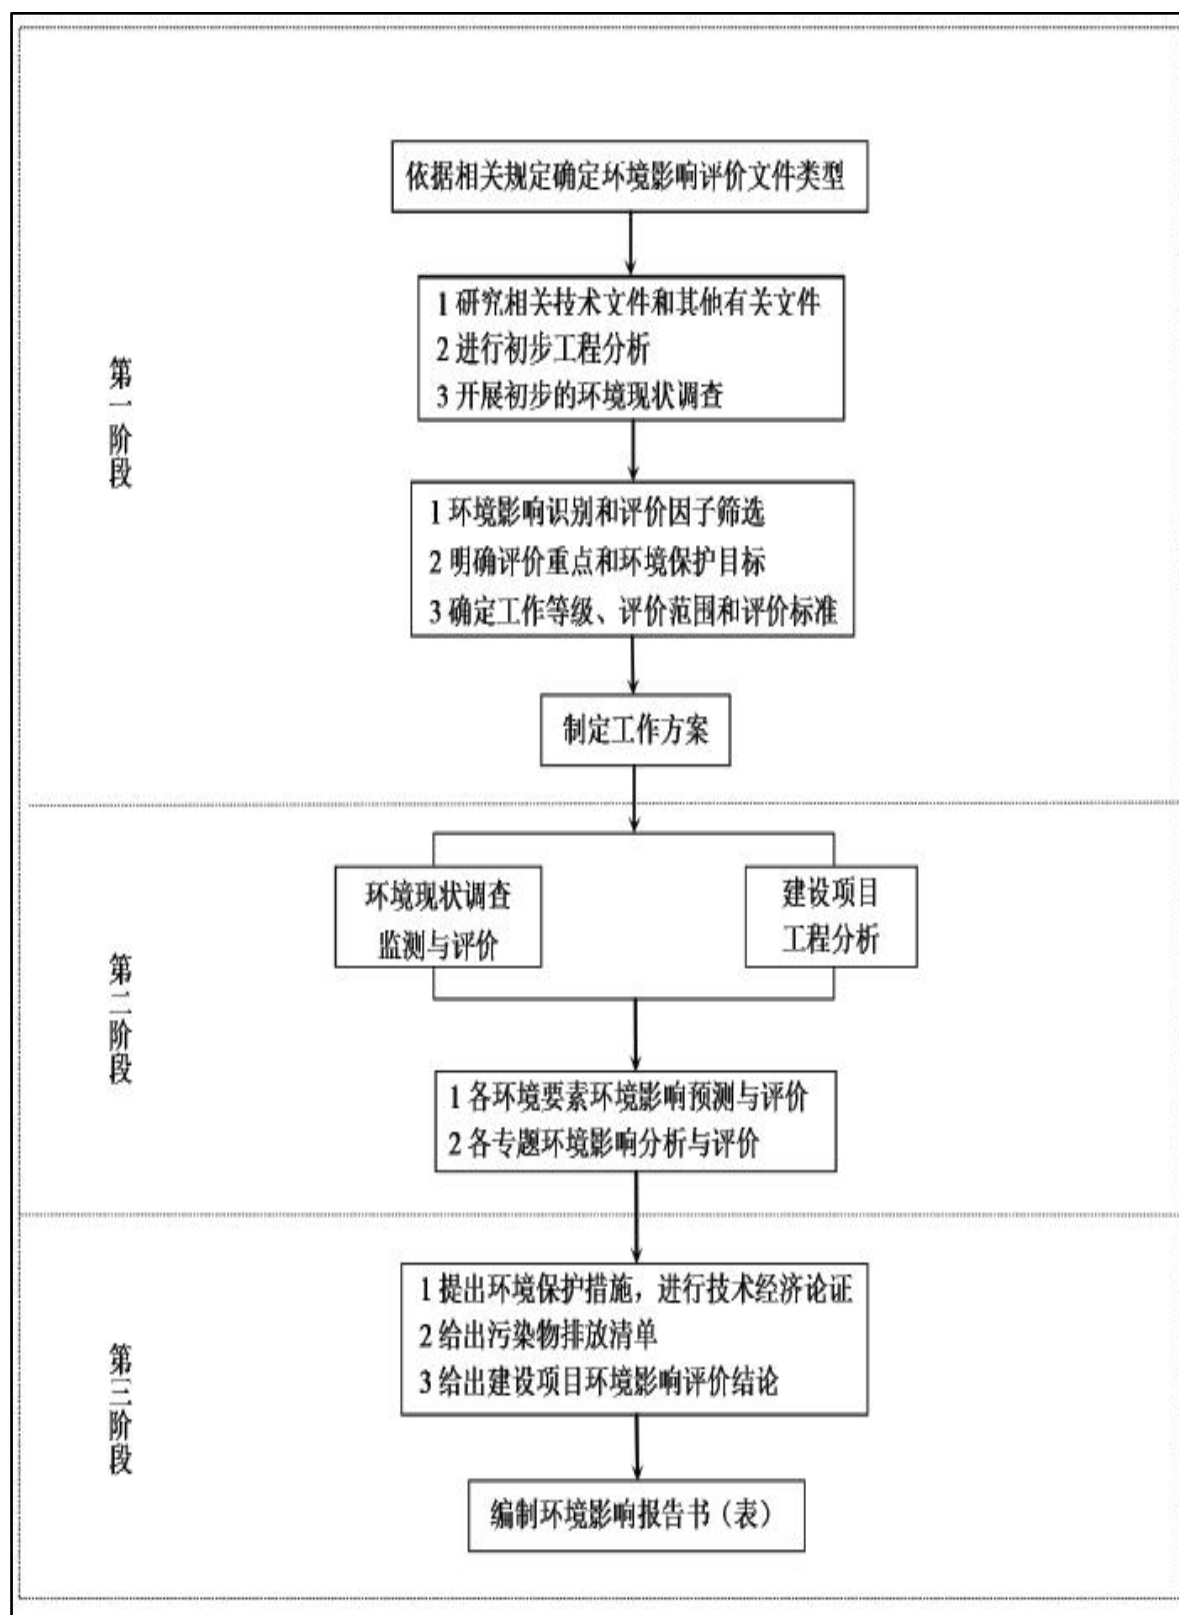 依据相关规定确定环境影响评价文件类型
1 研究相关技术文件和其他有关文件
2 进行初步工程分析
3 开展初步的环境现状调查
第一阶段
1 环境影响识别和评价因子筛选
2 明确评价重点和环境保护目标
3 确定工作等级、评价范围和评价标准
制定工作方案
环境现状调查
监测与评价
建设项目
工程分析
第二阶段
1 各环境要素环境影响预测与评价
2 各专题环境影响分析与评价
1 提出环境保护措施，进行技术经济论证
2 给出污染物排放清单
3 给出建设项目环境影响评价结论
第三阶段
编制环境影响报告书（表）